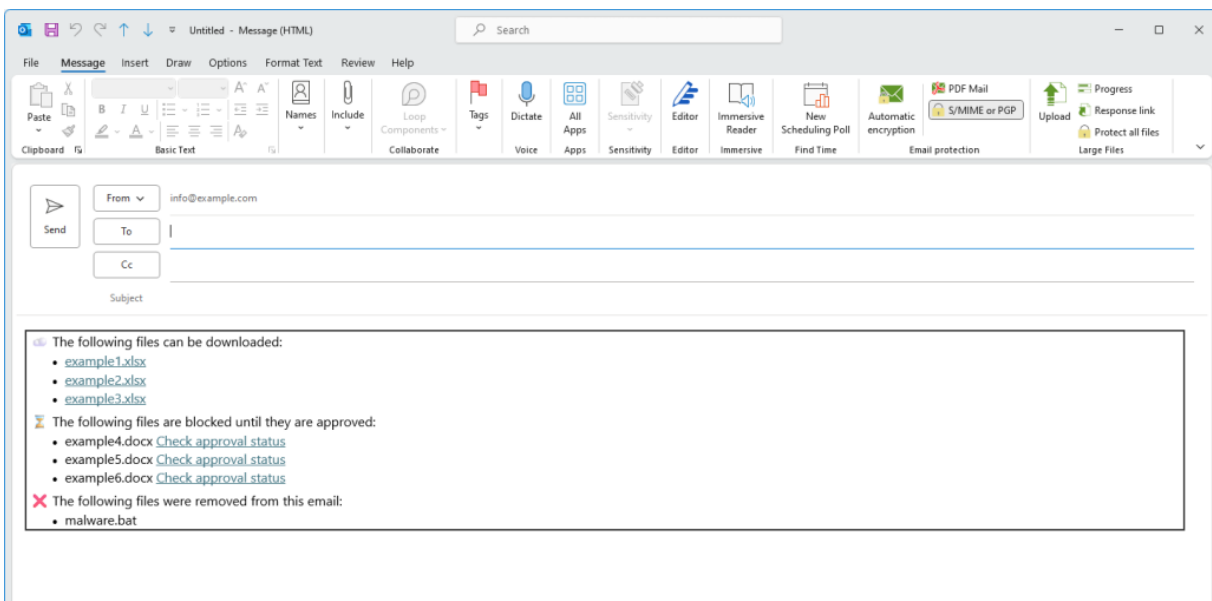 Untitled - Message (HTML)
Search
File Message Insert Draw Options Format Text Review Help
Paste
Clipboard
B I U
A A
Basic Text
Names
Include
Loop Components
Collaborate
Tags
Dictate
Voice
All Apps
Apps
Sensitivity
Sensitivity
Editor
Editor
Immersive Reader
Immersive
New Scheduling Poll
Find Time
Automatic encryption
PDF Mail
S/MIME or PGP
Email protection
Upload
Progress
Response link
Protect all files
Large Files
Send
From info@example.com
To
Cc
Subject
The following files can be downloaded:
• example1.xlsx
• example2.xlsx
• example3.xlsx
The following files are blocked until they are approved:
• example4.docx Check approval status
• example5.docx Check approval status
• example6.docx Check approval status
The following files were removed from this email:
• malware.bat